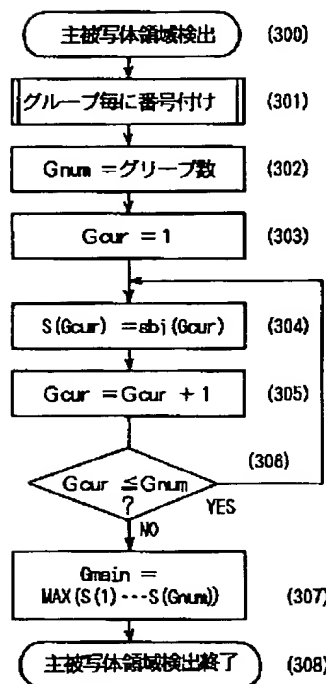 主被写体領域検出 (300)
グループ毎に番号付け (301)
Gnum =グリープ数 (302)
Gcur = 1 (303)
S(Gcur) =sbj(Gcur) (304)
Gcur = Gcur + 1 (305)
(306)
Gcur ≦Gnum
?
YES
NO
Gmain =
MAX(S(1)···S(Gnum)) (307)
主被写体領域検出終了 (308)